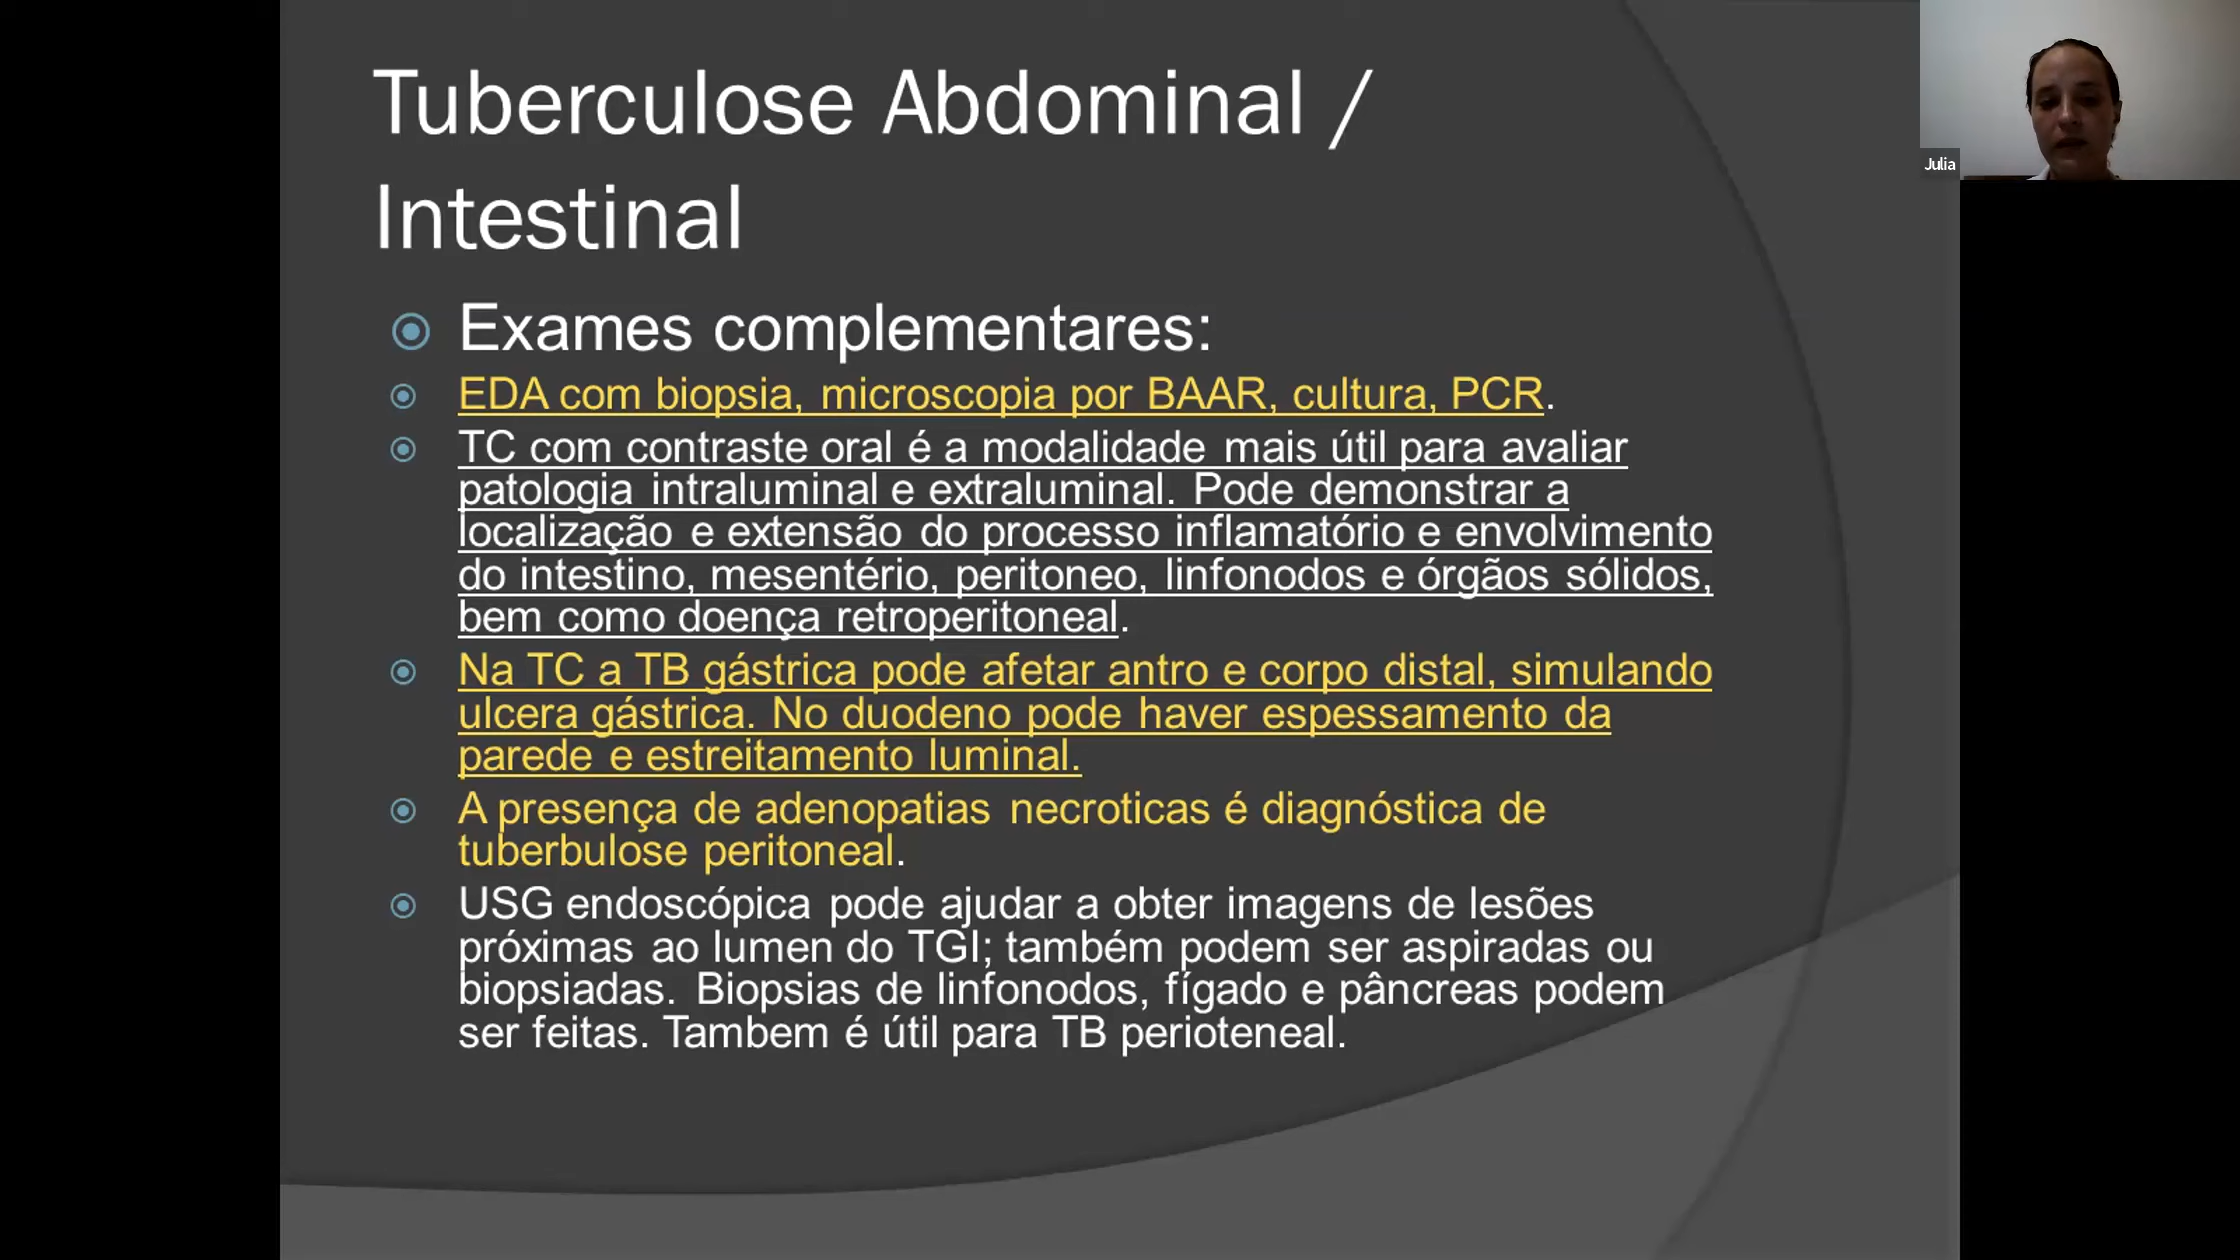 Tuberculose Abdominal /
Intestinal
Exames complementares:
EDA com biopsia, microscopia por BAAR, cultura, PCR.
TC com contraste oral é a modalidade mais útil para avaliar
patologia intraluminal e extraluminal. Pode demonstrar a
localização e extensão do processo inflamatório e envolvimento
do intestino, mesentério, peritoneo, linfonodos e órgãos sólidos,
bem como doença retroperitoneal.
Na TC a TB gástrica pode afetar antro e corpo distal, simulando
ulcera gástrica. No duodeno pode haver espessamento da
parede e estreitamento luminal.
A presença de adenopatias necroticas é diagnóstica de
tuberbulose peritoneal.
USG endoscópica pode ajudar a obter imagens de lesões
próximas ao lumen do TGI; também podem ser aspiradas ou
biopsiadas. Biopsias de linfonodos, fígado e pâncreas podem
ser feitas. Tambem é útil para TB perioteneal.
Julia